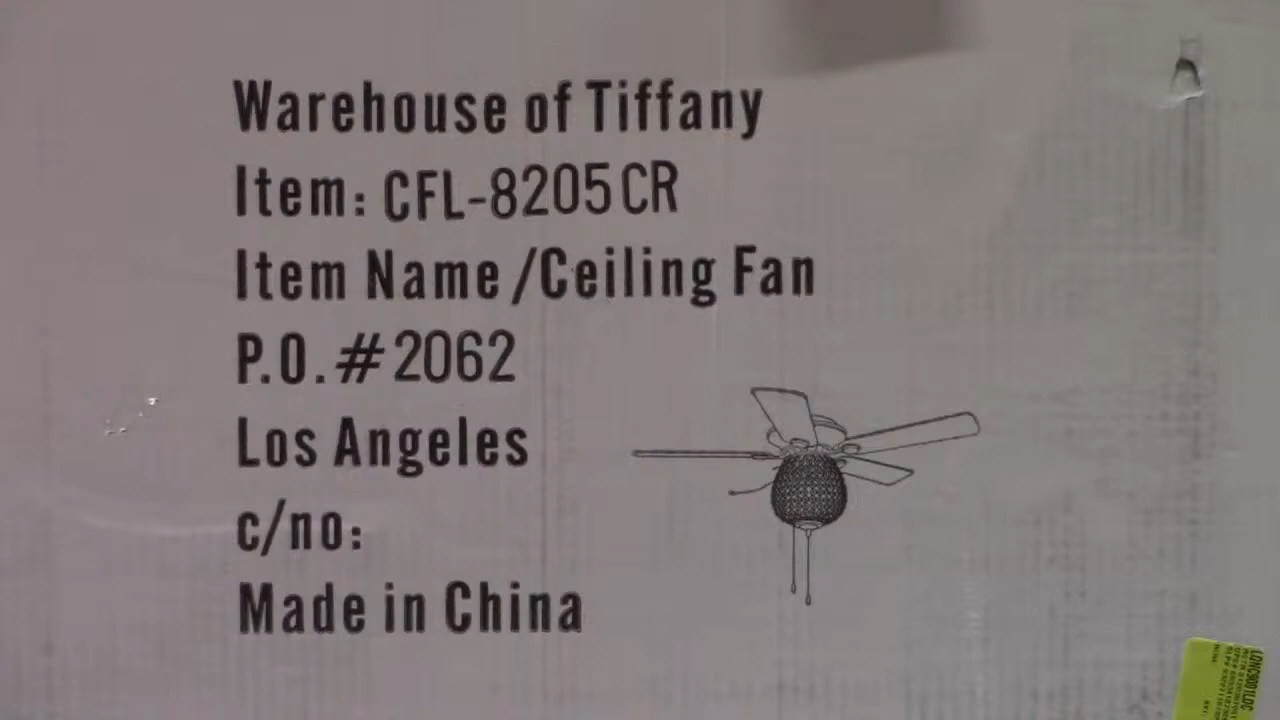 Warehouse of Tiffany
Item: CFL-8205CR
Item Name/Ceiling Fan
P.O.#2062
Los Angeles
c/no:
Made in China